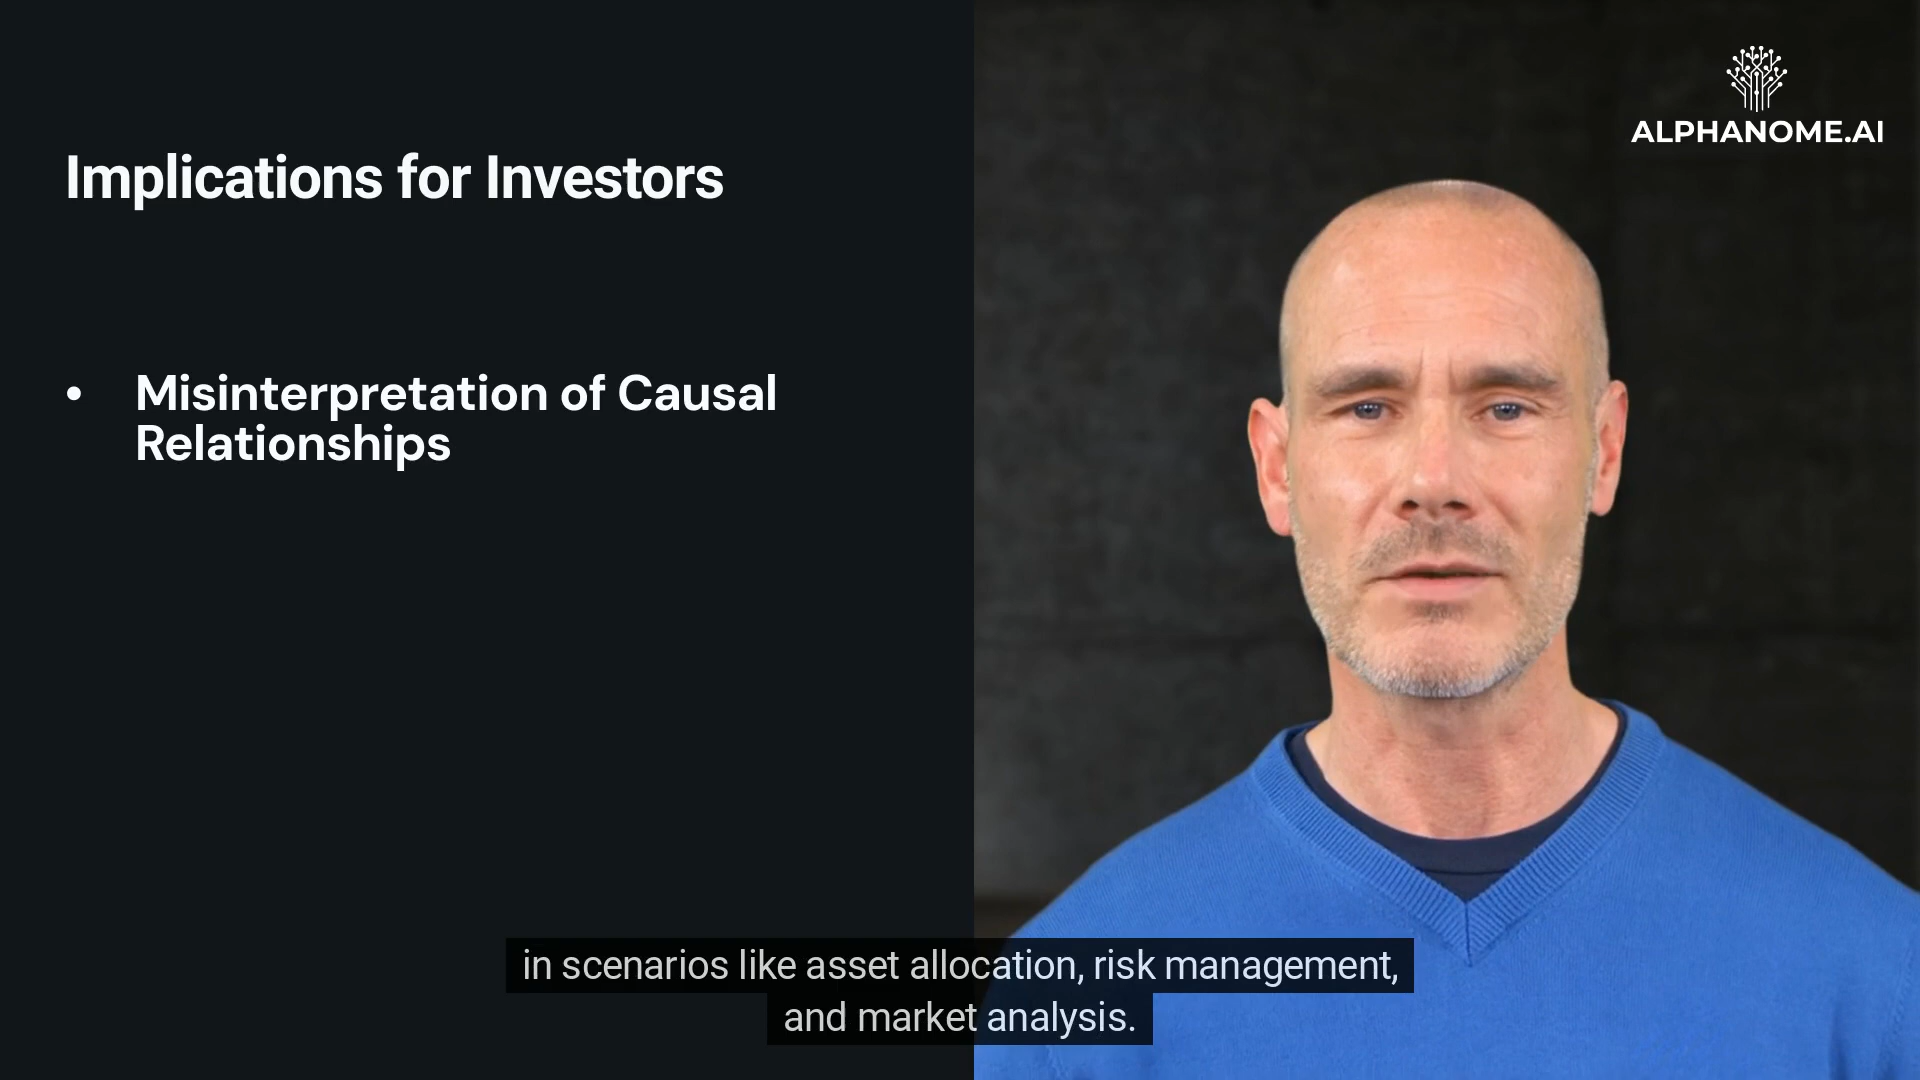 ALPHANOME.AI
Implications for Investors
• Misinterpretation of Causal
Relationships
in scenarios like asset allocation, risk management,
and market analysis.